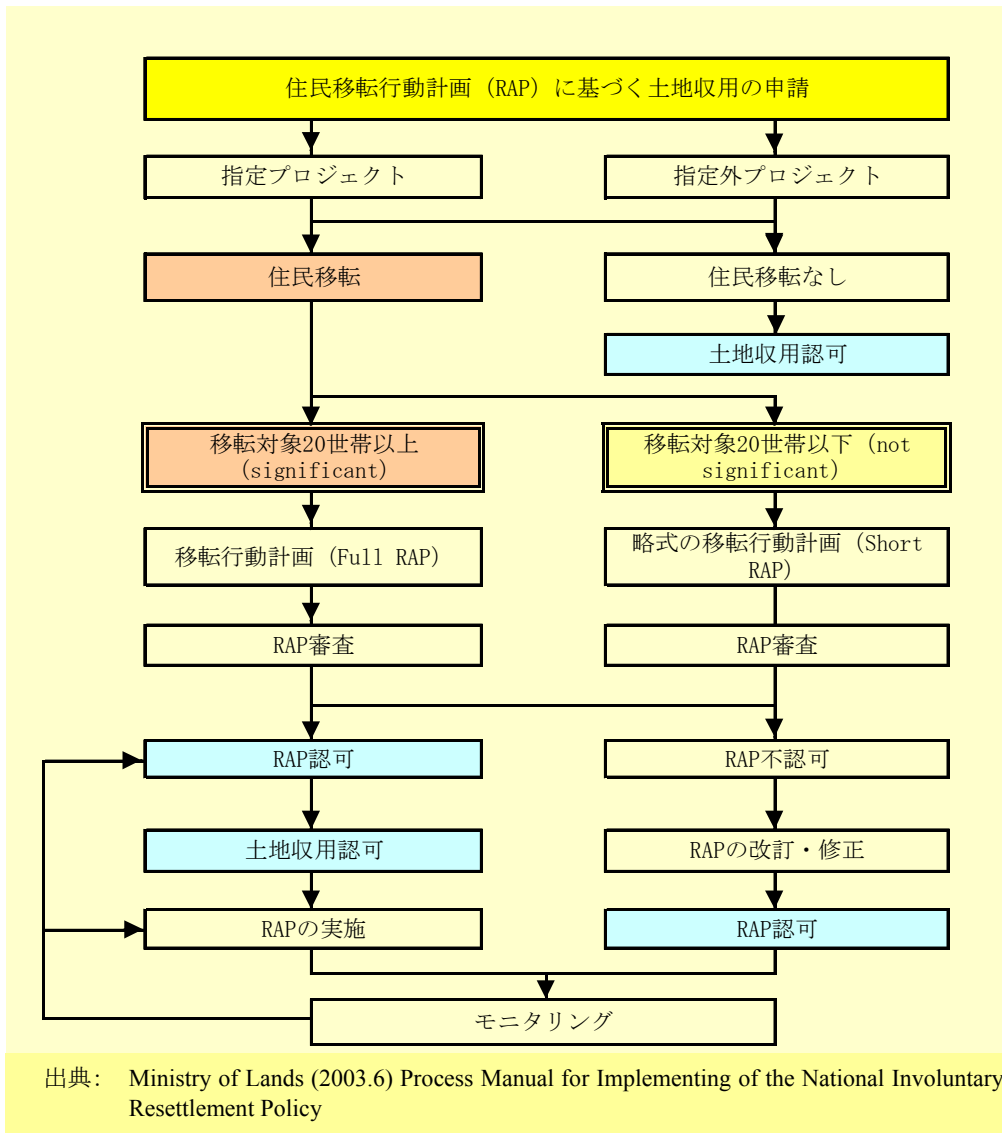 住民移転行動計画 (RAP) に基づく土地収用の申請
指定プロジェクト
指定外プロジェクト
住民移転
住民移転なし
土地収用認可
移転対象20世帯以上
(significant)
移転対象20世帯以下 (not
significant)
移転行動計画 (Full RAP)
略式の移転行動計画 (Short
RAP)
RAP審査
RAP審査
RAP認可
RAP不認可
土地収用認可
RAPの改訂・修正
RAPの実施
RAP認可
モニタリング
出典: Ministry of Lands (2003.6) Process Manual for Implementing of the National Involuntary
Resettlement Policy